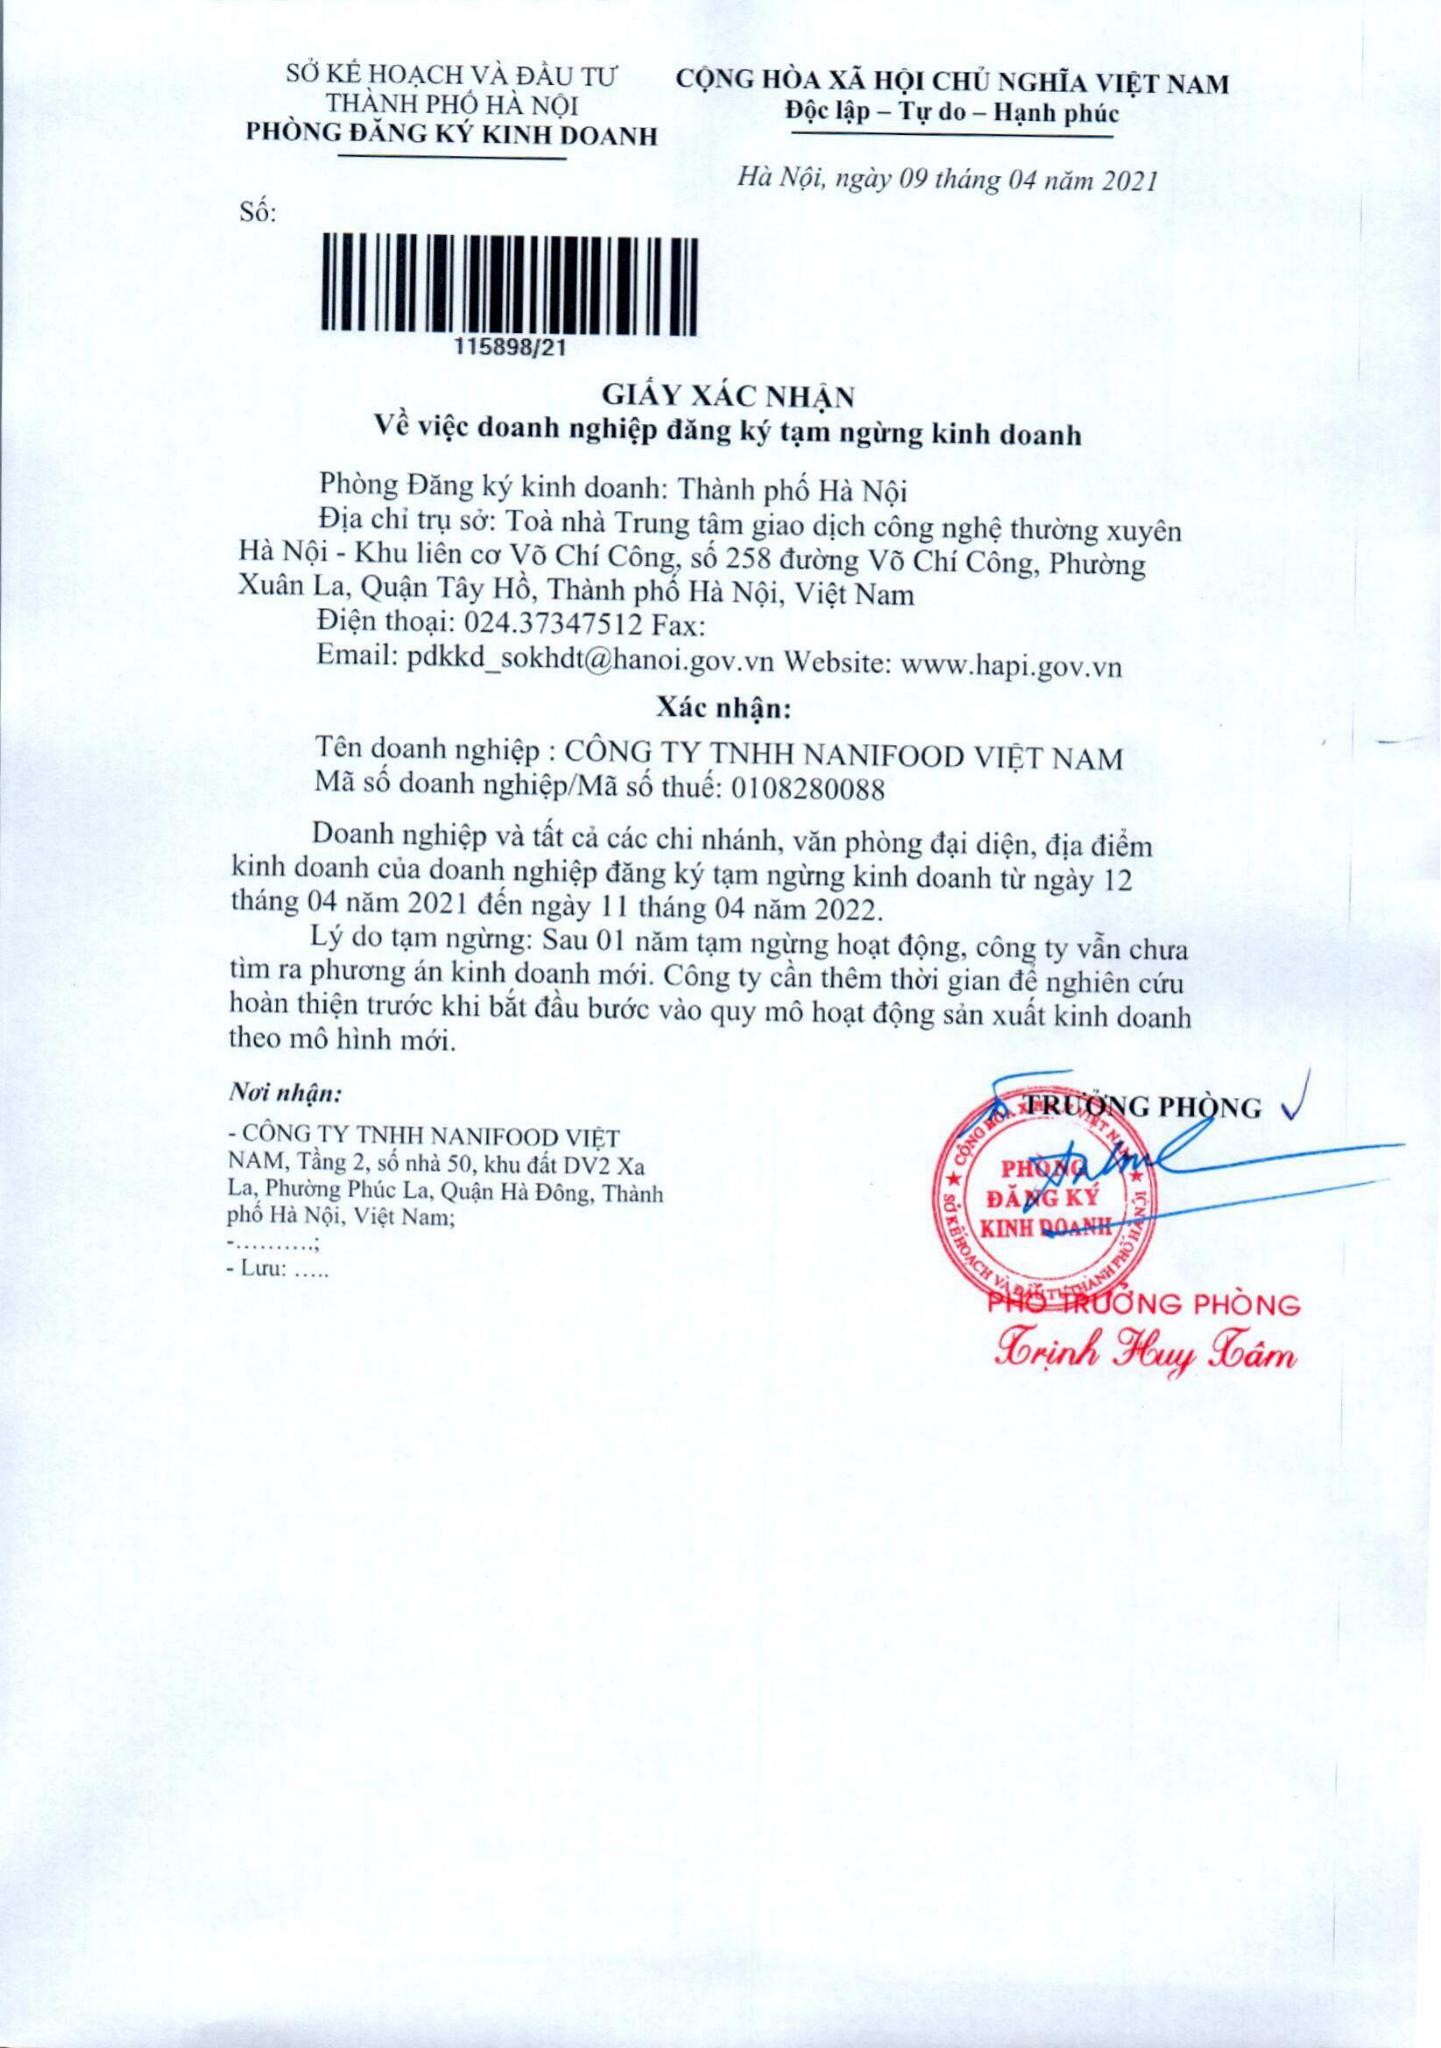 SỞ KẾ HOẠCH VÀ ĐẦU TƯ
THÀNH PHỐ HÀ NỘI
PHÒNG ĐĂNG KÝ KINH DOANH
CỘNG HÒA XÃ HỘI CHỦ NGHĨA VIỆT NAM
Độc lập – Tự do – Hạnh phúc
Hà Nội, ngày 09 tháng 04 năm 2021
Số:
115898/21
GIẤY XÁC NHẬN
Về việc doanh nghiệp đăng ký tạm ngừng kinh doanh
Phòng Đăng ký kinh doanh: Thành phố Hà Nội
Địa chỉ trụ sở: Toà nhà Trung tâm giao dịch công nghệ thường xuyên
Hà Nội - Khu liên cơ Võ Chí Công, số 258 đường Võ Chí Công, Phường
Xuân La, Quận Tây Hồ, Thành phố Hà Nội, Việt Nam
Điện thoại: 024.37347512 Fax:
Email: pdkkd_sokhdt@hanoi.gov.vn Website: www.hapi.gov.vn
Xác nhận:
Tên doanh nghiệp : CÔNG TY TNHH NANIFOOD VIỆT NAM
Mã số doanh nghiệp/Mã số thuế: 0108280088
Doanh nghiệp và tất cả các chi nhánh, văn phòng đại diện, địa điểm
kinh doanh của doanh nghiệp đăng ký tạm ngừng kinh doanh từ ngày 12
tháng 04 năm 2021 đến ngày 11 tháng 04 năm 2022.
Lý do tạm ngừng: Sau 01 năm tạm ngừng hoạt động, công ty vẫn chưa
tìm ra phương án kinh doanh mới. Công ty cần thêm thời gian để nghiên cứu
hoàn thiện trước khi bắt đầu bước vào quy mô hoạt động sản xuất kinh doanh
theo mô hình mới.
Nơi nhận:
- CÔNG TY TNHH NANIFOOD VIỆT
NAM, Tầng 2, số nhà 50, khu đất DV2 Xa
La, Phường Phúc La, Quận Hà Đông, Thành
phố Hà Nội, Việt Nam;
-……….;
- Lưu: …..
TRƯỞNG PHÒNG
CỘNG HÒA XÃ HỘI CHỦ NGHĨA VIỆT NAM
PHÒNG
ĐĂNG KÝ
KINH DOANH
SỞ KẾ HOẠCH VÀ ĐẦU TƯ THÀNH PHỐ HÀ NỘI
PHÓ TRƯỞNG PHÒNG
Trịnh Huy Tâm